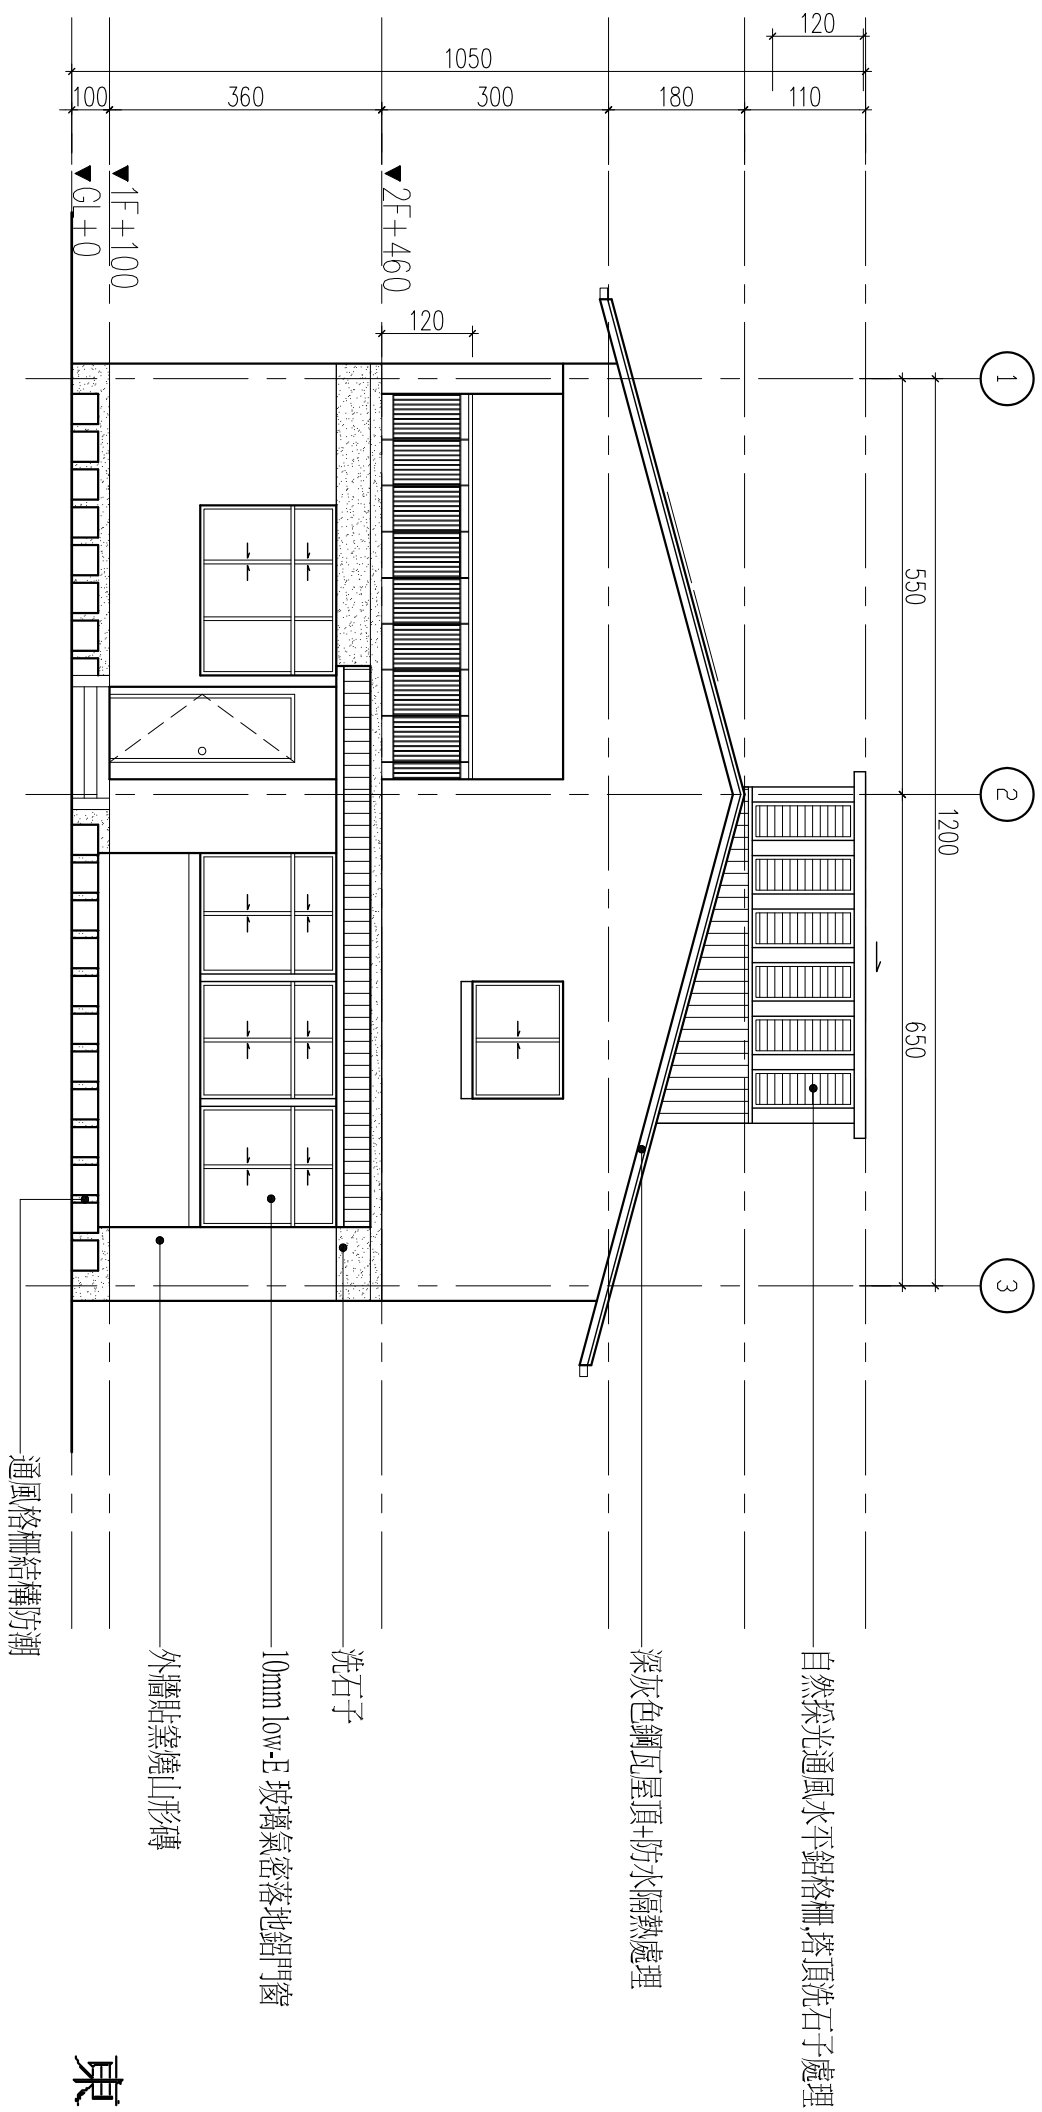 1
2
3
1200
550
650
120
1050
110
180
300
360
100
120
2F+460
1F+100
GL±0
自然採光通風水平鋁格柵,塔頂洗石子處理
深灰色鋼瓦屋頂+防水隔熱處理
洗石子
10mm low-E 玻璃氣密落地鋁門窗
外牆貼窯燒山形磚
通風格柵結構防潮
東